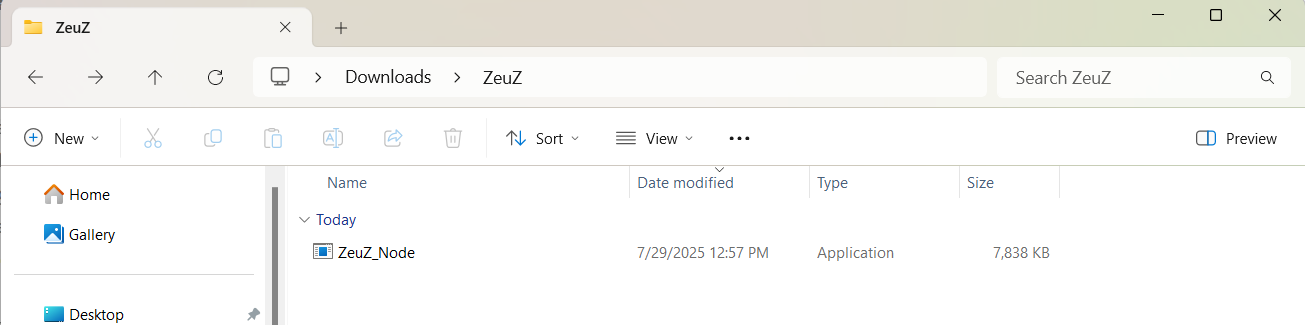 ZeuZ
Downloads > ZeuZ
Search ZeuZ
New
Sort
View
Preview
Home
Gallery
Desktop
Name Date modified Type Size
Today
ZeuZ_Node 7/29/2025 12:57 PM Application 7,838 KB